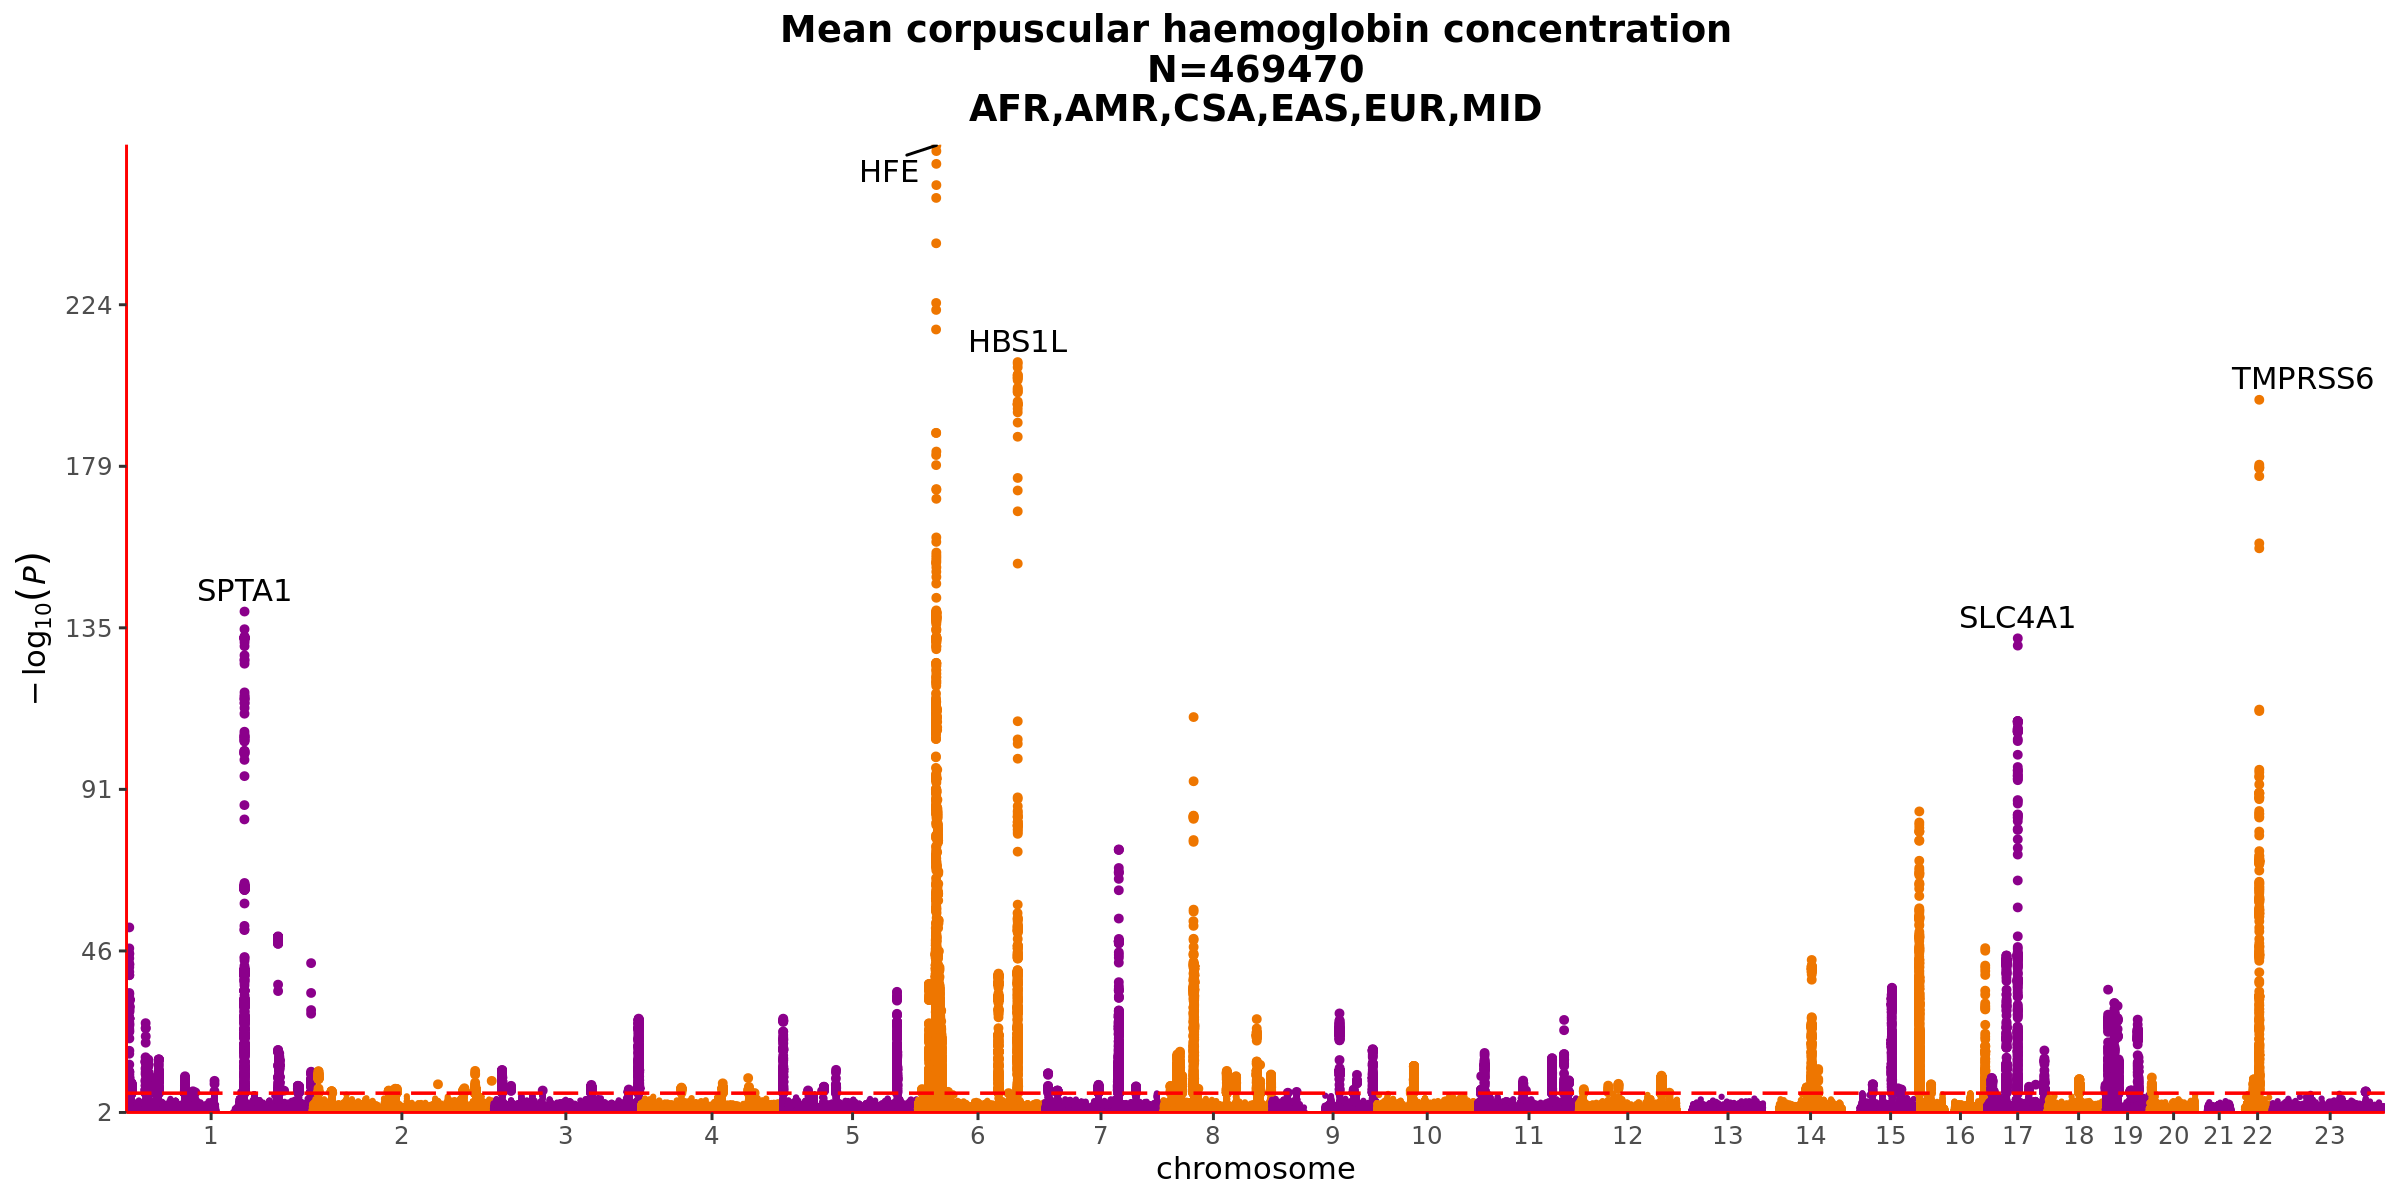 Mean corpuscular haemoglobin concentration
N=469470
AFR,AMR,CSA,EAS,EUR,MID
HFE
224
HBS1L
TMPRSS6
179
−log10(P)
SPTA1
135
SLC4A1
91
46
2
1 2 3 4 5 6 7 8 9 10 11 12 13 14 15 16 17 18 19 20 21 22 23
chromosome